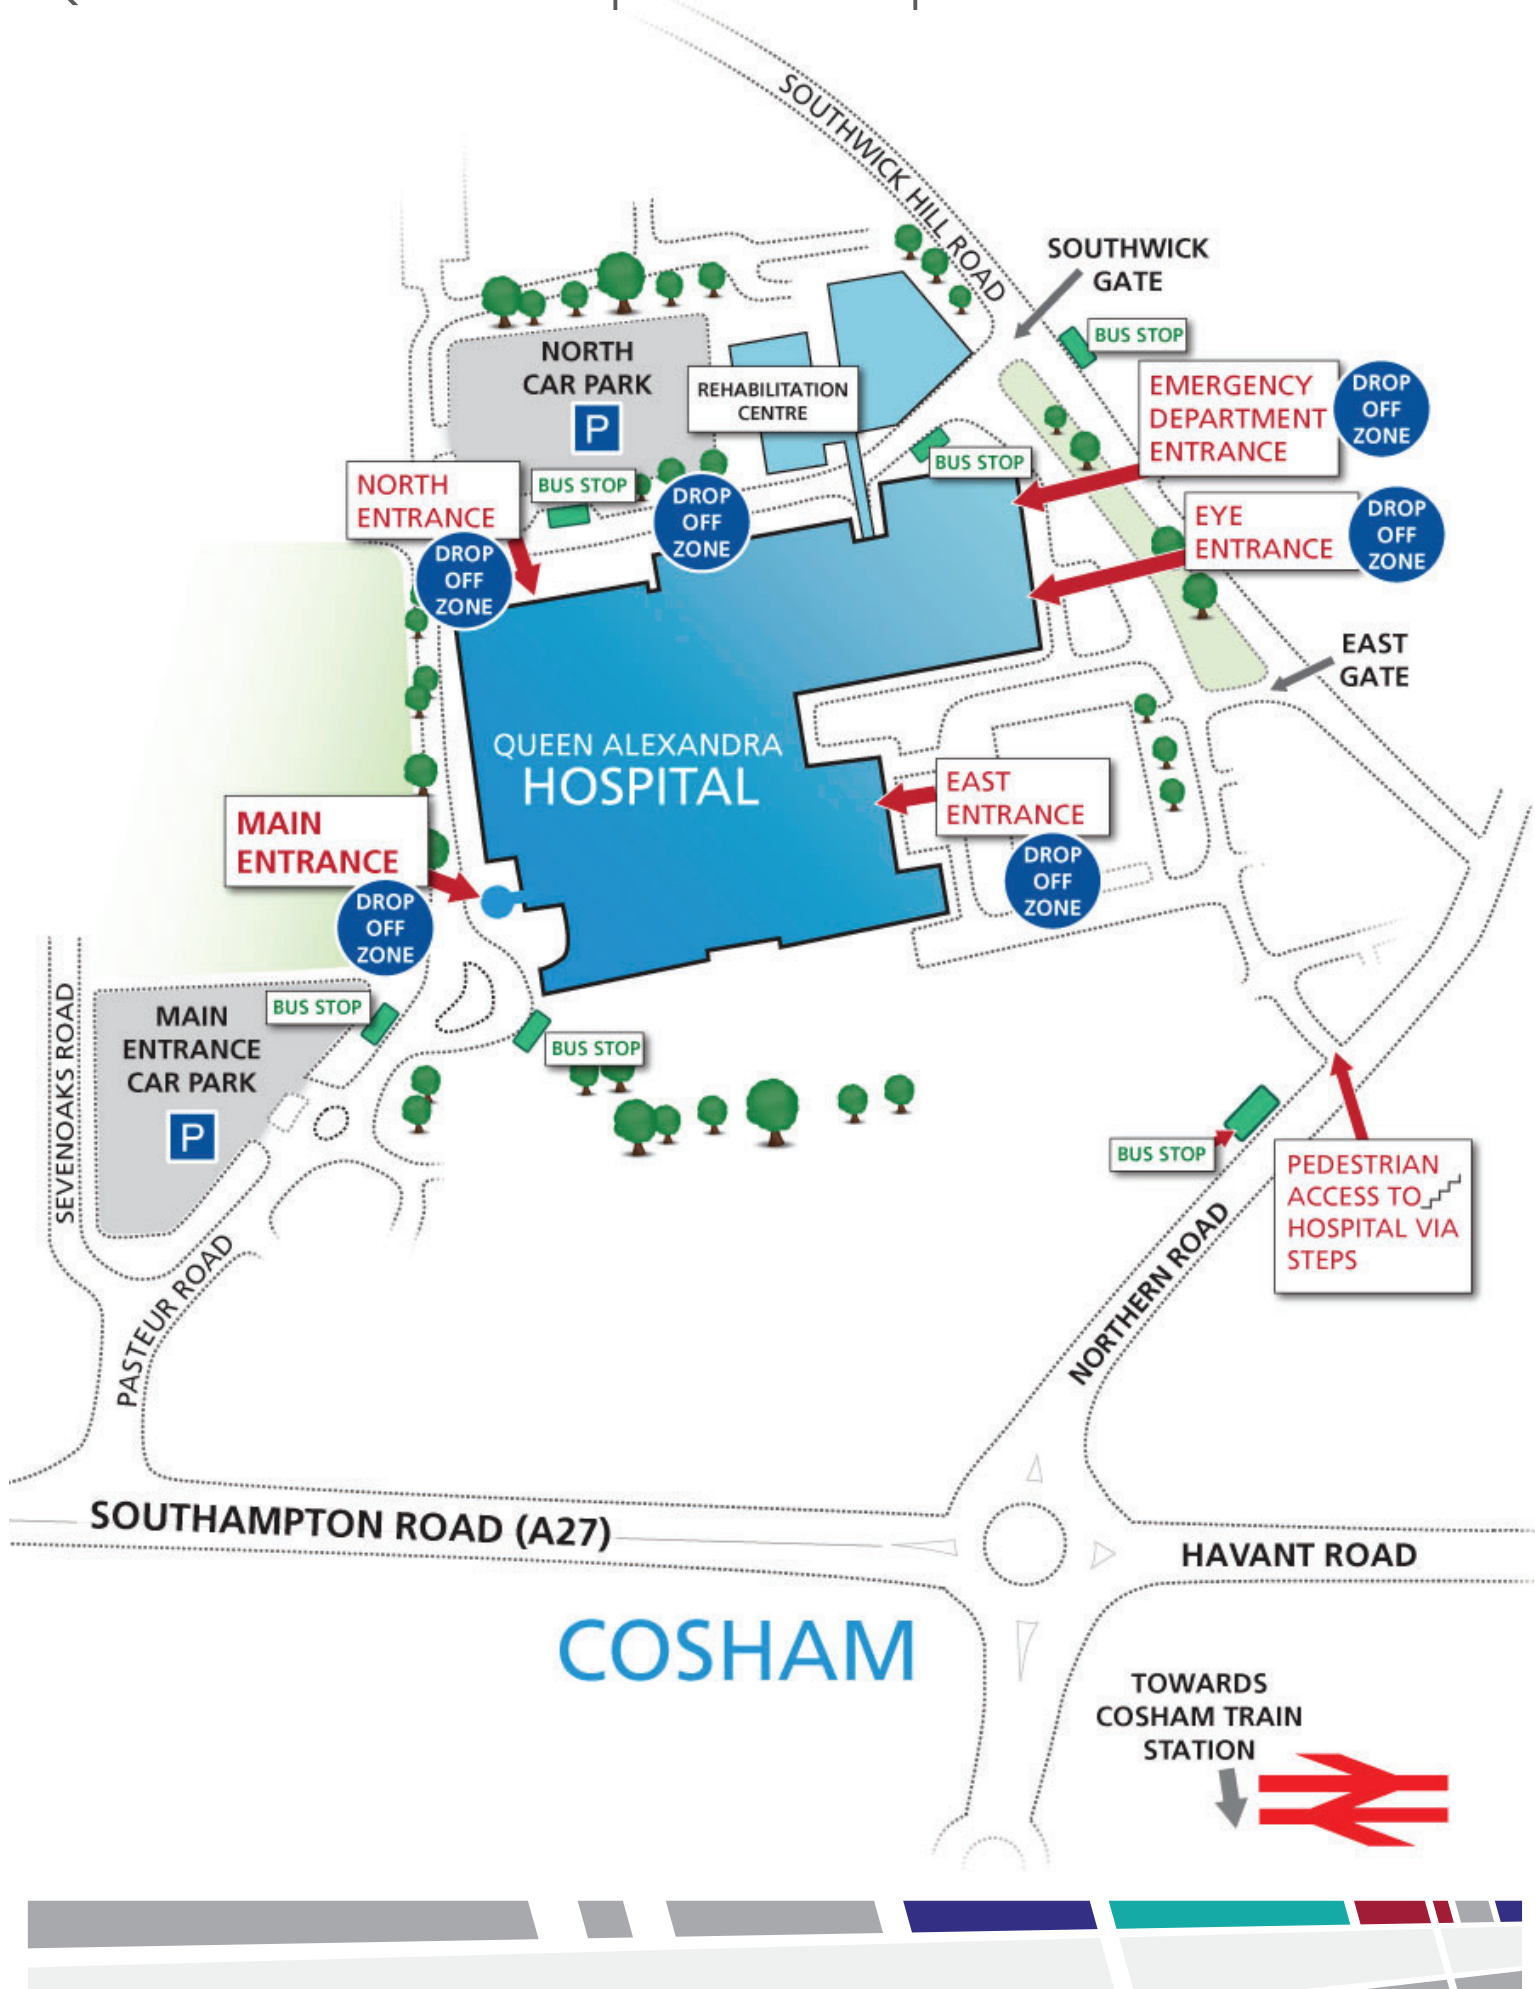 SOUTHWICK HILL ROAD
SOUTHWICK
GATE
BUS STOP
NORTH
CAR PARK
P
REHABILITATION
CENTRE
EMERGENCY
DEPARTMENT
ENTRANCE
DROP
OFF
ZONE
BUS STOP
NORTH
ENTRANCE
BUS STOP
DROP
OFF
ZONE
DROP
OFF
ZONE
EYE
ENTRANCE
DROP
OFF
ZONE
EAST
GATE
QUEEN ALEXANDRA
HOSPITAL
EAST
ENTRANCE
DROP
OFF
ZONE
MAIN
ENTRANCE
DROP
OFF
ZONE
SEVENOAKS ROAD
MAIN
ENTRANCE
CAR PARK
P
BUS STOP
BUS STOP
BUS STOP
PEDESTRIAN
ACCESS TO
HOSPITAL VIA
STEPS
PASTEUR ROAD
NORTHERN ROAD
SOUTHAMPTON ROAD (A27)
HAVANT ROAD
COSHAM
TOWARDS
COSHAM TRAIN
STATION